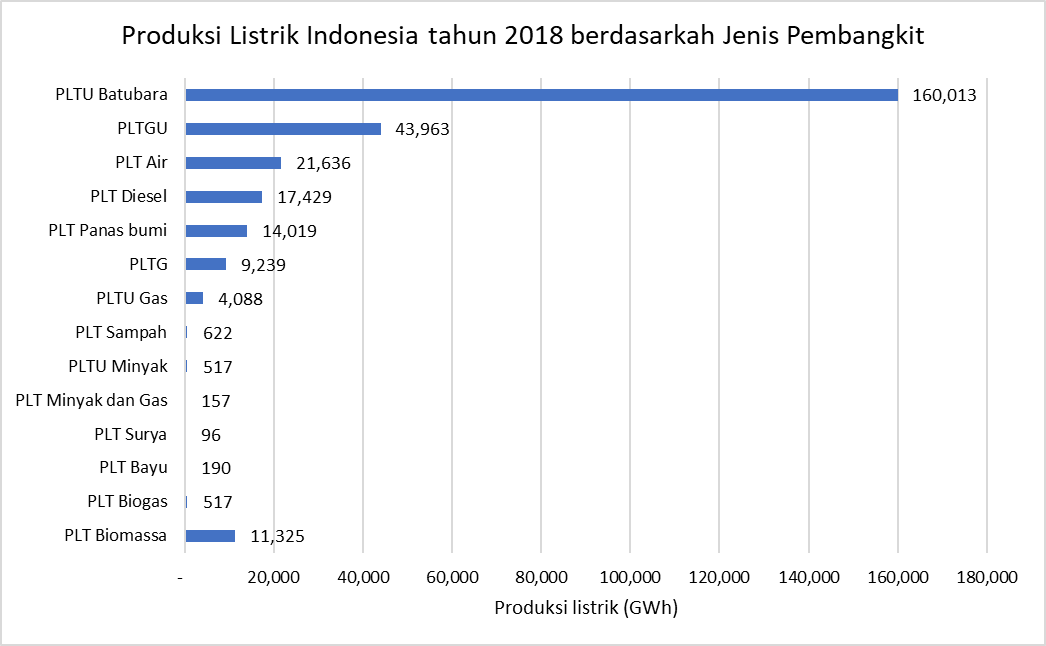 Produksi Listrik Indonesia tahun 2018 berdasarkah Jenis Pembangkit
PLTU Batubara 160,013
PLTGU 43,963
PLT Air 21,636
PLT Diesel 17,429
PLT Panas bumi 14,019
PLTG 9,239
PLTU Gas 4,088
PLT Sampah 622
PLTU Minyak 517
PLT Minyak dan Gas 157
PLT Surya 96
PLT Bayu 190
PLT Biogas 517
PLT Biomassa 11,325
- 20,000 40,000 60,000 80,000 100,000 120,000 140,000 160,000 180,000
Produksi listrik (GWh)